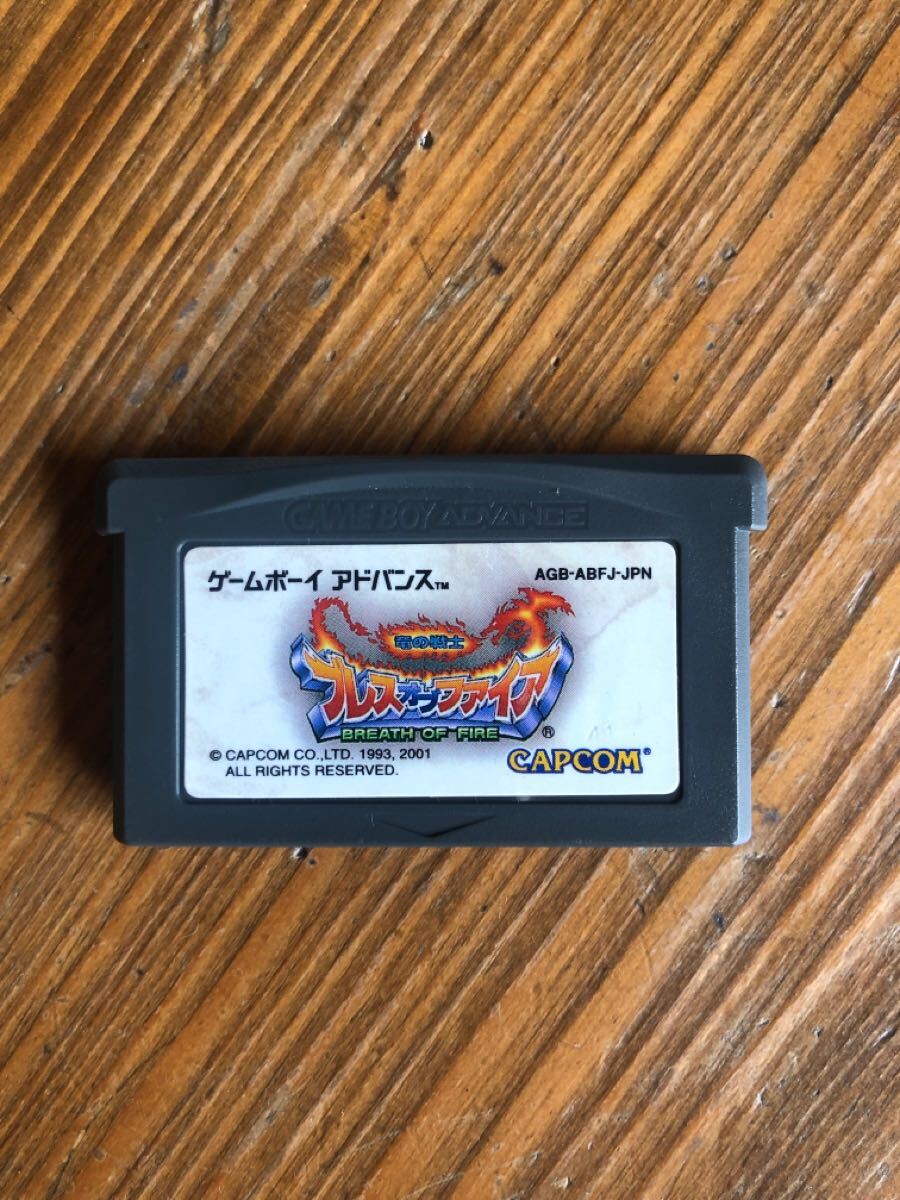 GAME BOY ADVANCE
ゲームボーイ アドバンス™
AGB-ABFJ-JPN
竜の戦士
ブレス オブ ファイア
BREATH OF FIRE ®
© CAPCOM CO.,LTD. 1993, 2001
ALL RIGHTS RESERVED.
CAPCOM®